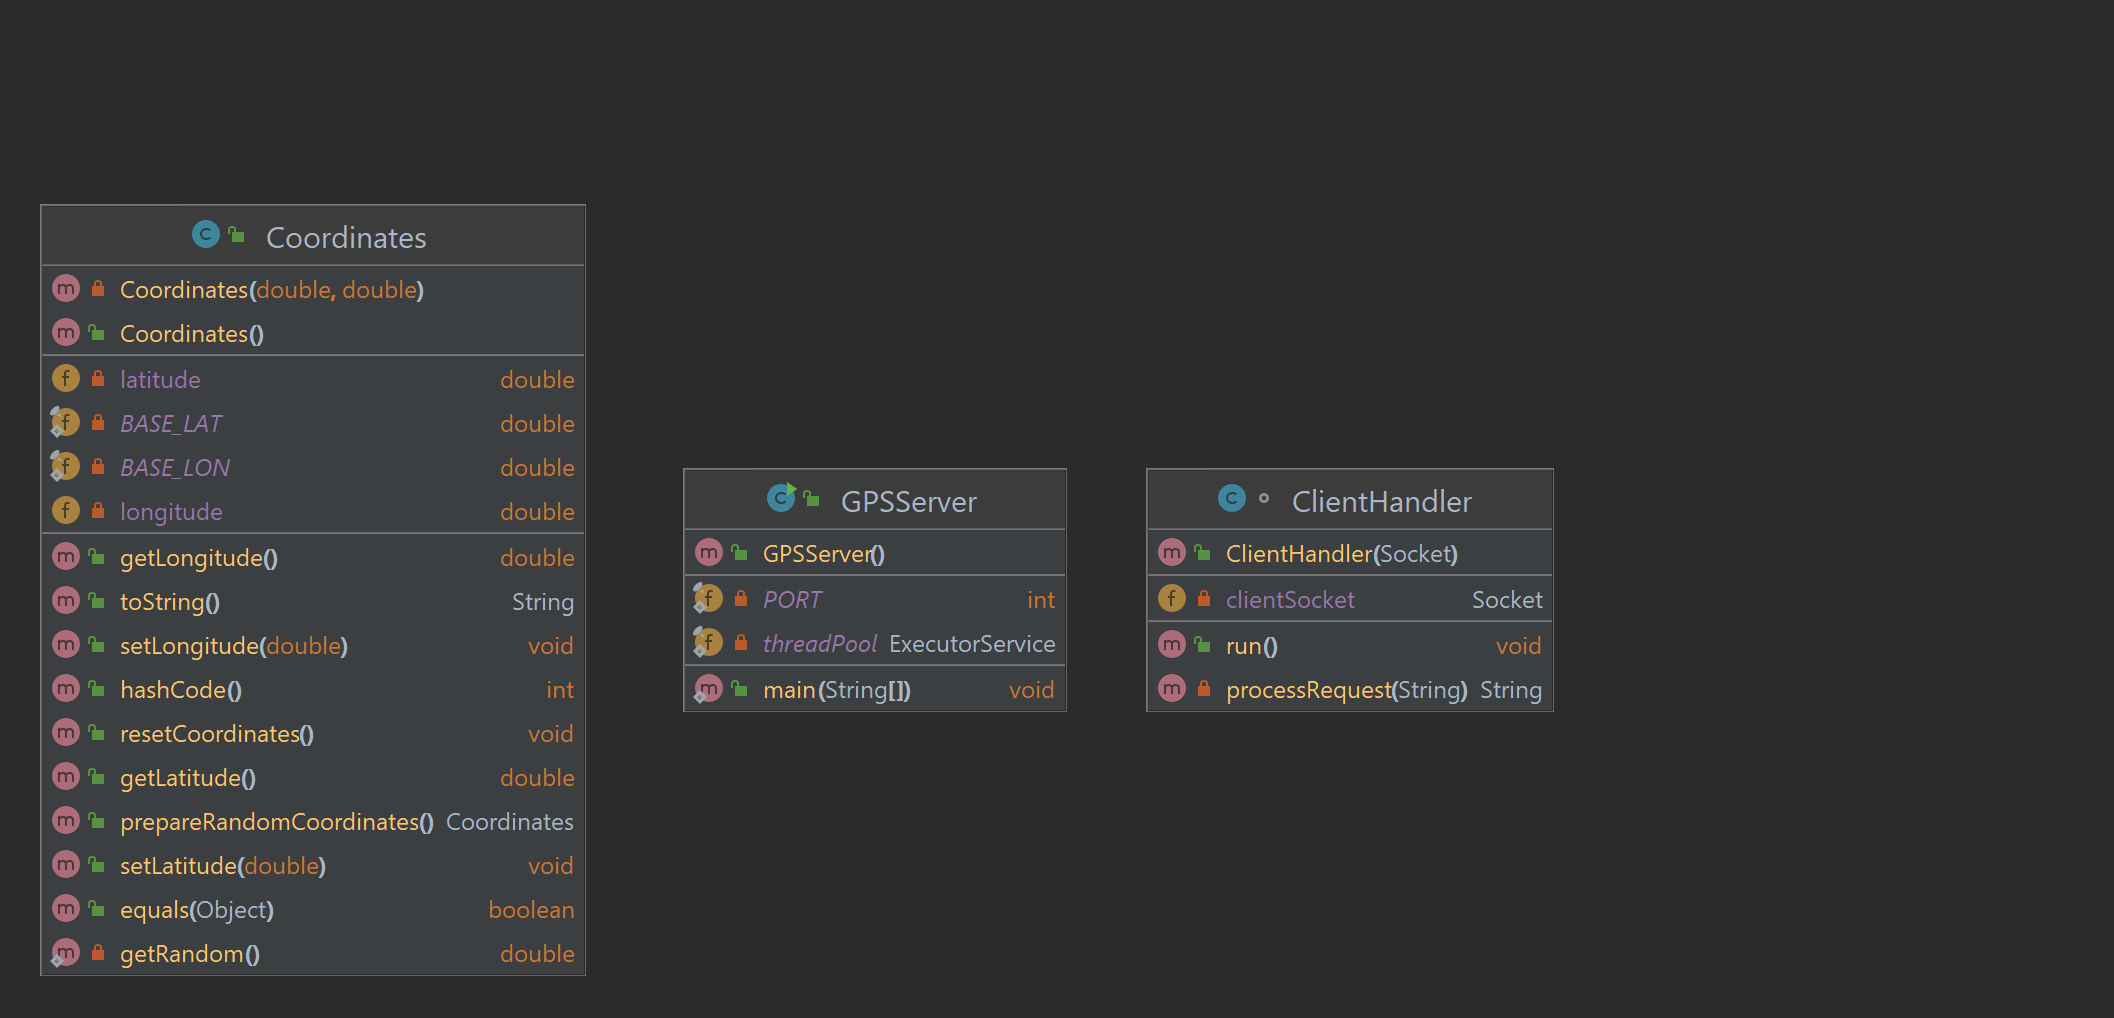 Coordinates
Coordinates(double, double)
Coordinates()
latitude double
BASE_LAT double
BASE_LON double
longitude double
getLongitude() double
toString() String
setLongitude(double) void
hashCode() int
resetCoordinates() void
getLatitude() double
prepareRandomCoordinates() Coordinates
setLatitude(double) void
equals(Object) boolean
getRandom() double
GPSServer
GPSServer()
PORT int
threadPool ExecutorService
main(String[]) void
ClientHandler
ClientHandler(Socket)
clientSocket Socket
run() void
processRequest(String) String